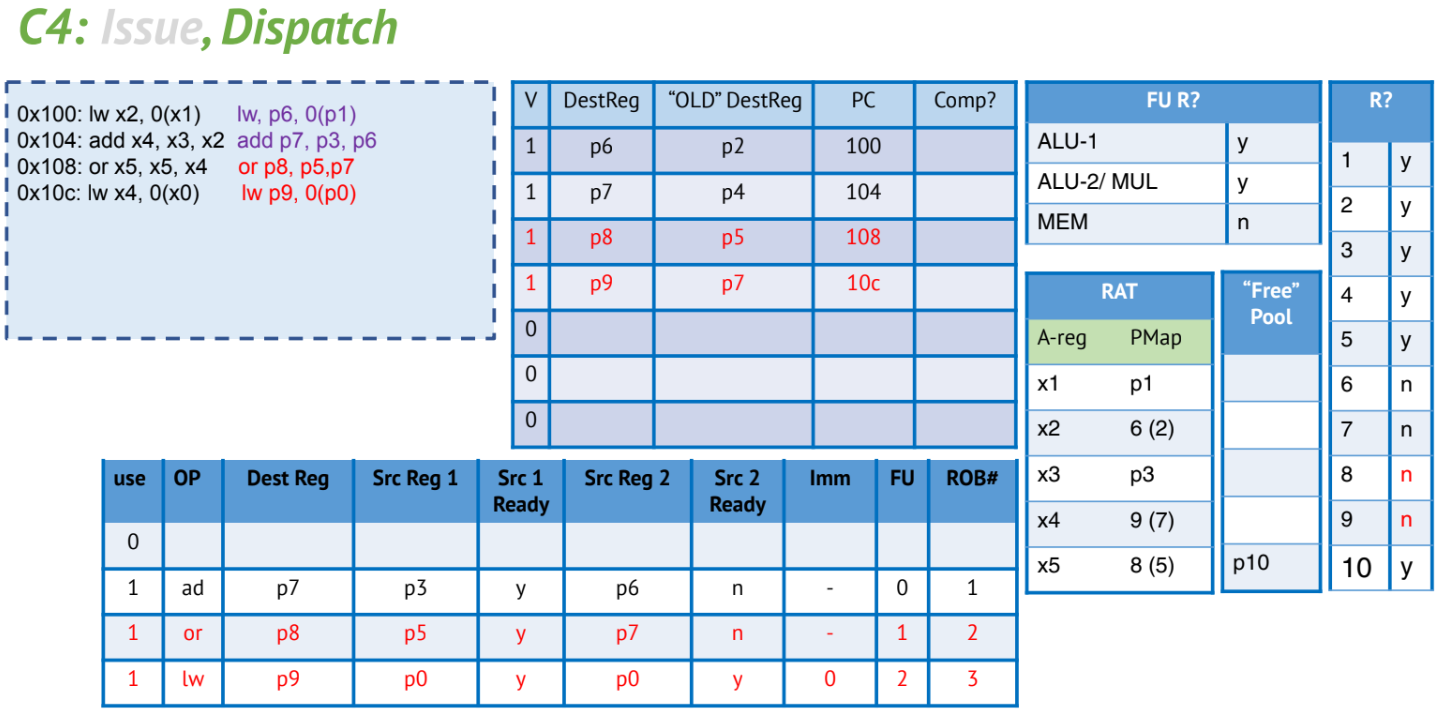 C4: Issue, Dispatch
0x100: lw x2, 0(x1) lw, p6, 0(p1)
0x104: add x4, x3, x2 add p7, p3, p6
0x108: or x5, x5, x4 or p8, p5,p7
0x10c: lw x4, 0(x0) lw p9, 0(p0)
V DestReg “OLD” DestReg PC Comp?
1 p6 p2 100
1 p7 p4 104
1 p8 p5 108
1 p9 p7 10c
0
0
0
FU R?
ALU-1 y
ALU-2/ MUL y
MEM n
RAT
A-reg PMap
x1 p1
x2 6 (2)
x3 p3
x4 9 (7)
x5 8 (5)
“Free”
Pool
p10
R?
1 y
2 y
3 y
4 y
5 y
6 n
7 n
8 n
9 n
10 y
use OP Dest Reg Src Reg 1 Src 1 Ready Src Reg 2 Src 2 Ready Imm FU ROB#
0
1 ad p7 p3 y p6 n - 0 1
1 or p8 p5 y p7 n - 1 2
1 lw p9 p0 y p0 y 0 2 3